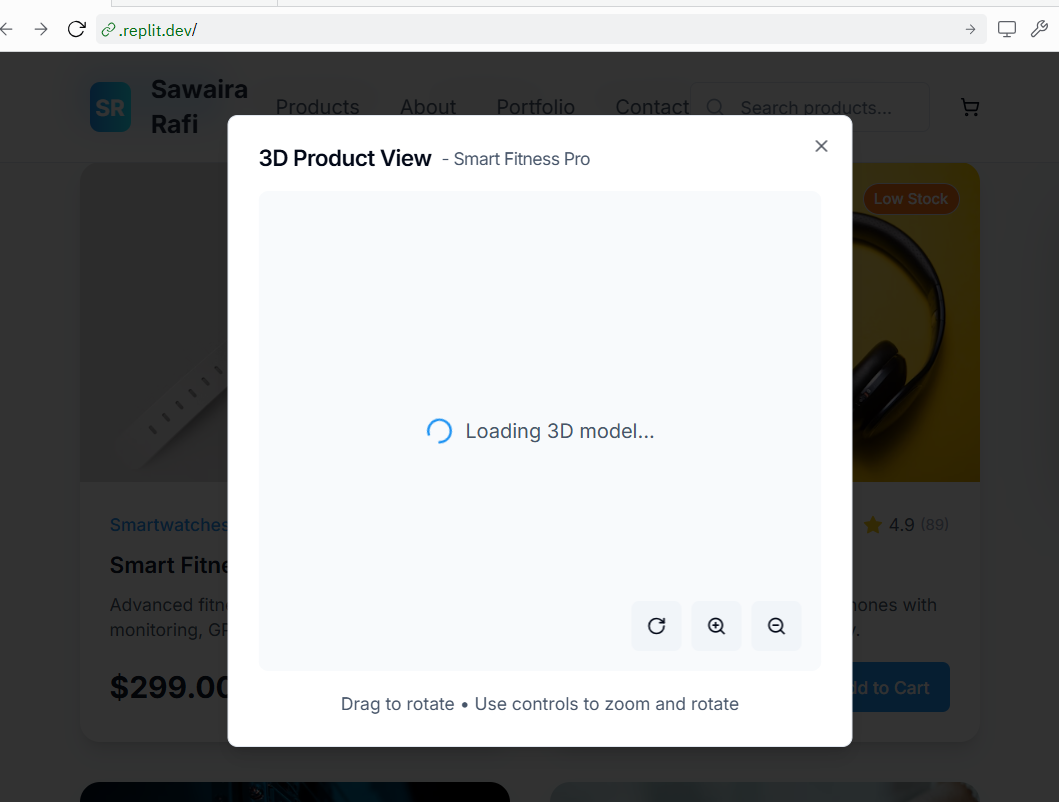 .replit.dev/
SR
Sawaira
Rafi
Products
About
Portfolio
Contact
Search products...
3D Product View - Smart Fitness Pro
Low Stock
Loading 3D model...
Smartwatches
4.9 (89)
Smart Fitne
Advanced fitn
monitoring, GP
ones with
$299.00
d to Cart
Drag to rotate • Use controls to zoom and rotate